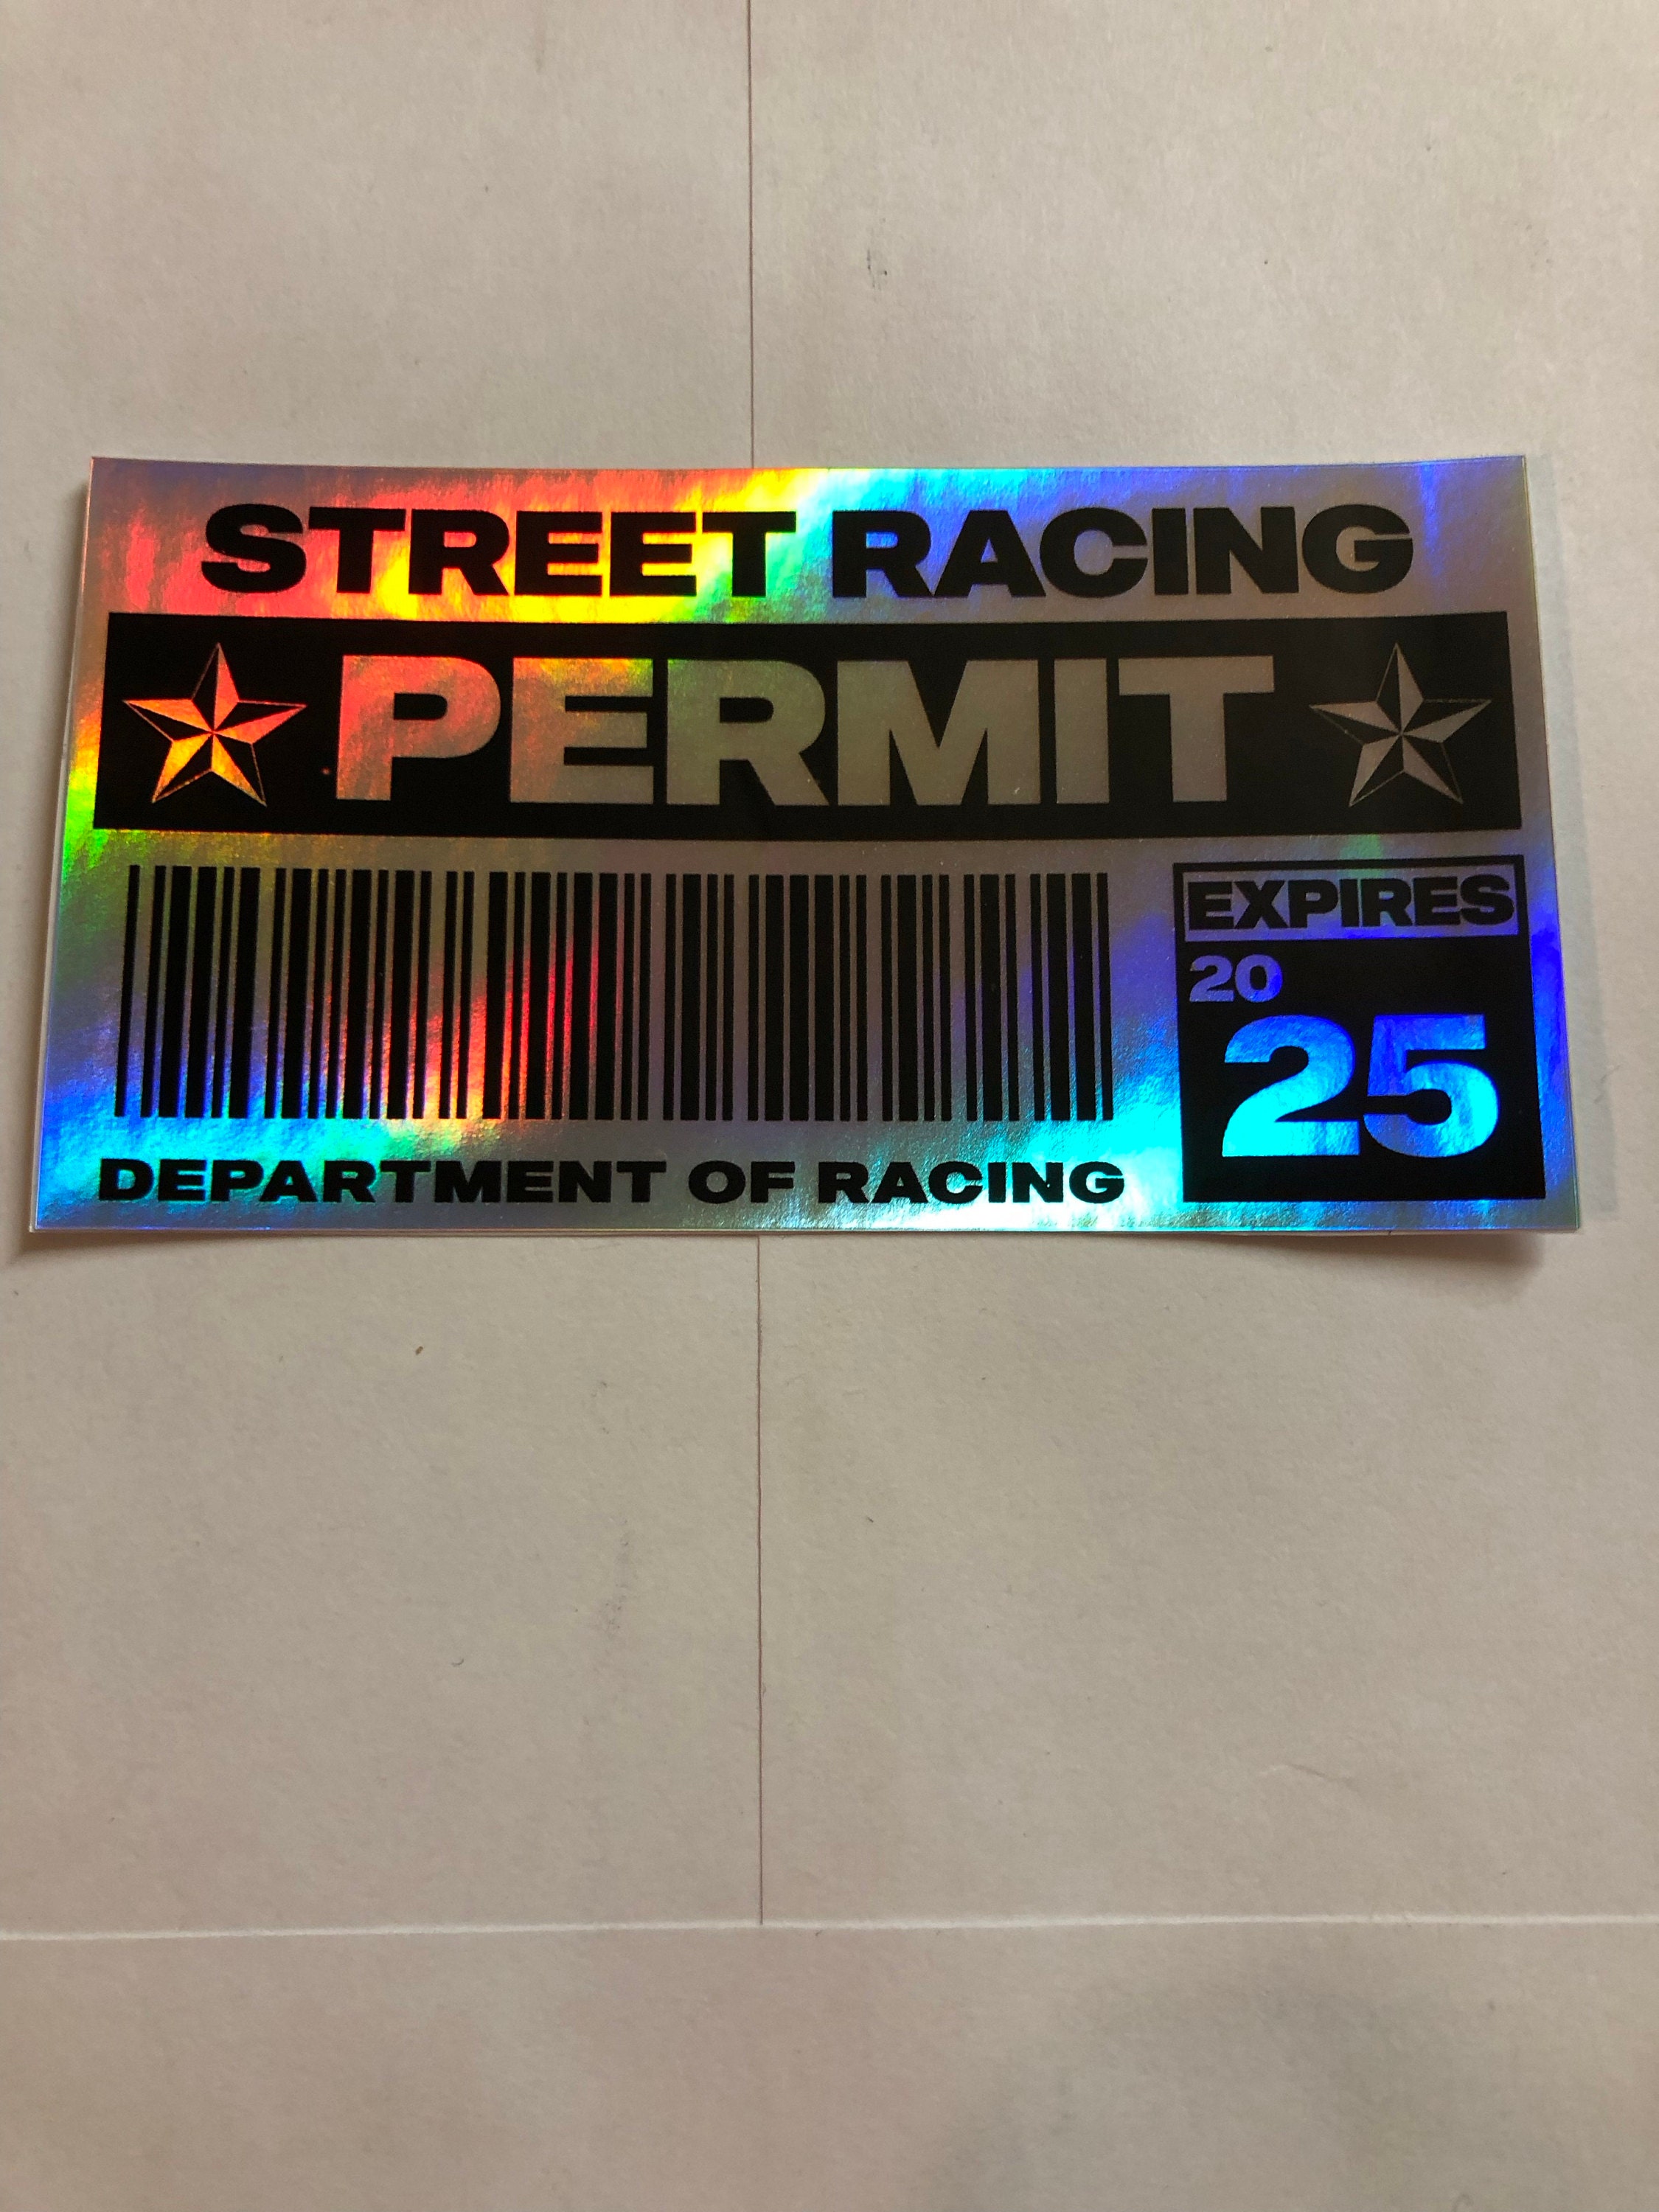 STREET RACING
PERMIT
EXPIRES
20
25
DEPARTMENT OF RACING